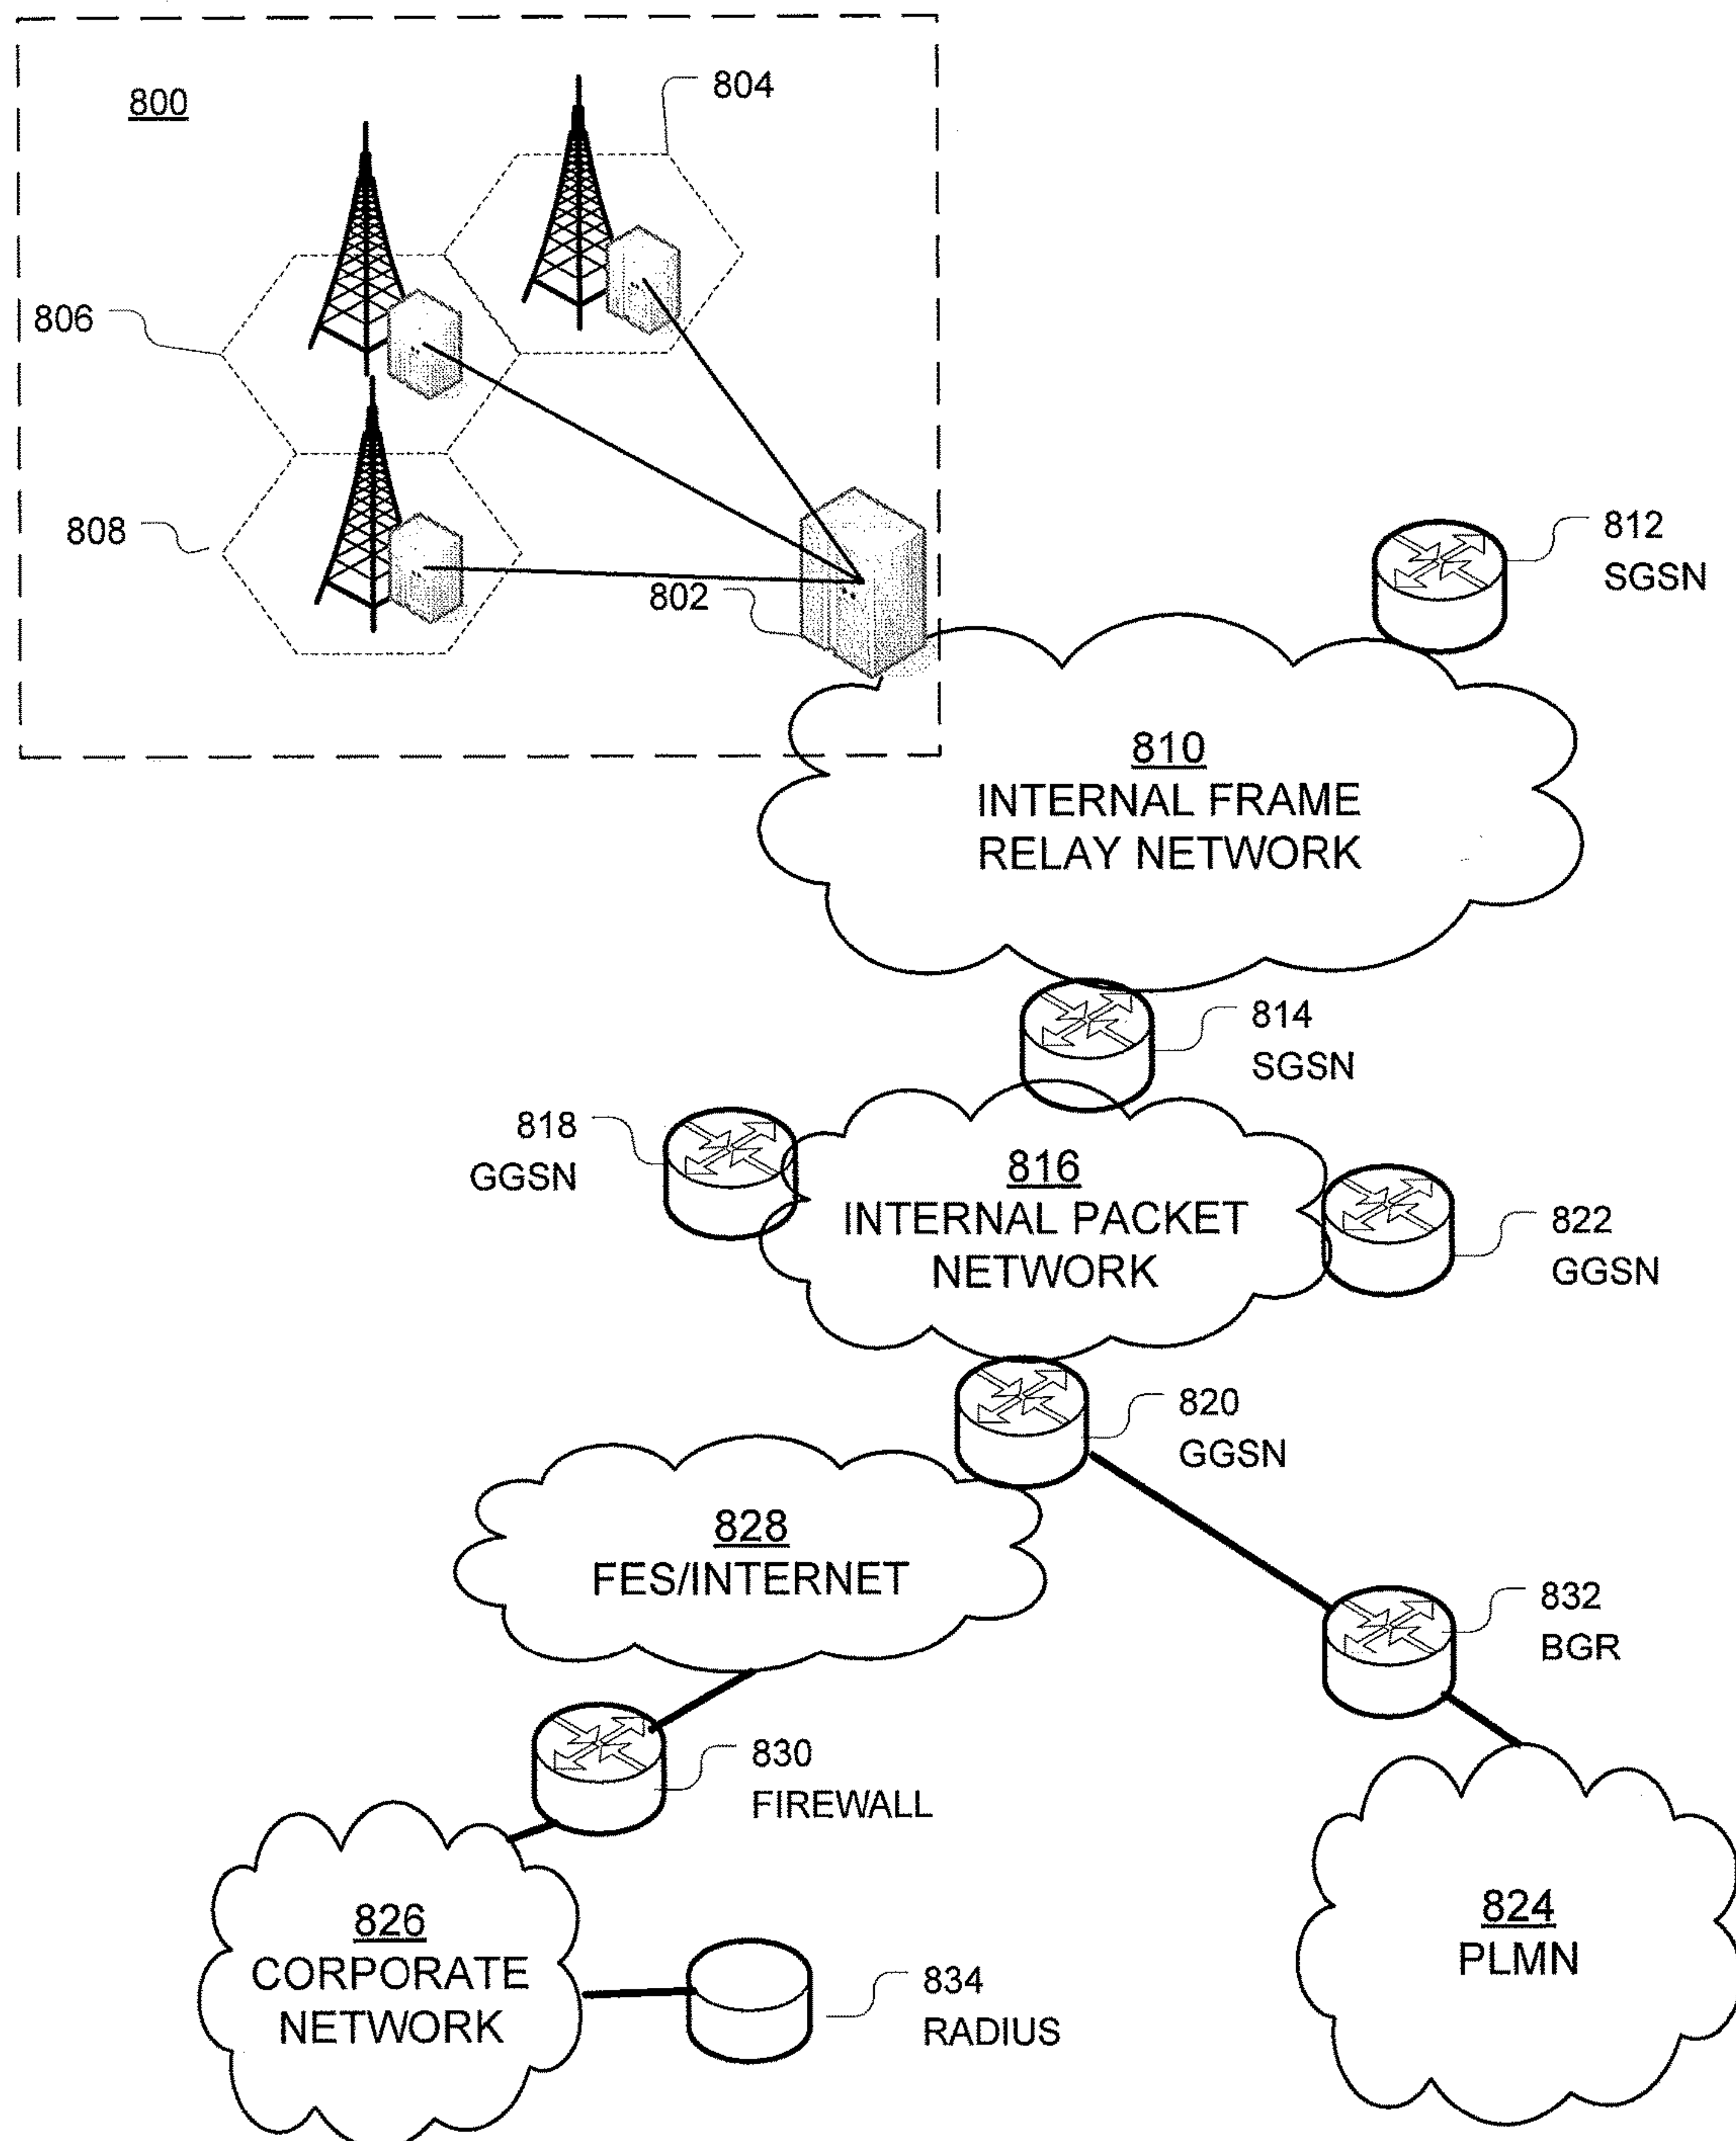 800
804
806
808
802
812
SGSN
810
INTERNAL FRAME
RELAY NETWORK
814
SGSN
818
GGSN
816
INTERNAL PACKET
NETWORK
822
GGSN
820
GGSN
828
FES/INTERNET
832
BGR
830
FIREWALL
826
CORPORATE
NETWORK
834
RADIUS
824
PLMN